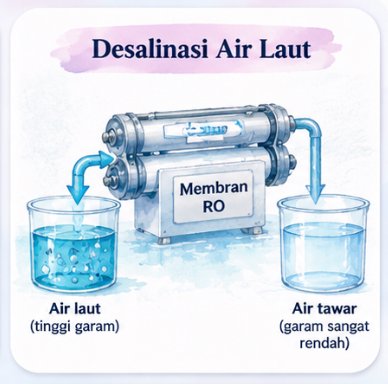 Desalinasi Air Laut
Membran
RO
Air laut
(tinggi garam)
Air tawar
(garam sangat
rendah)